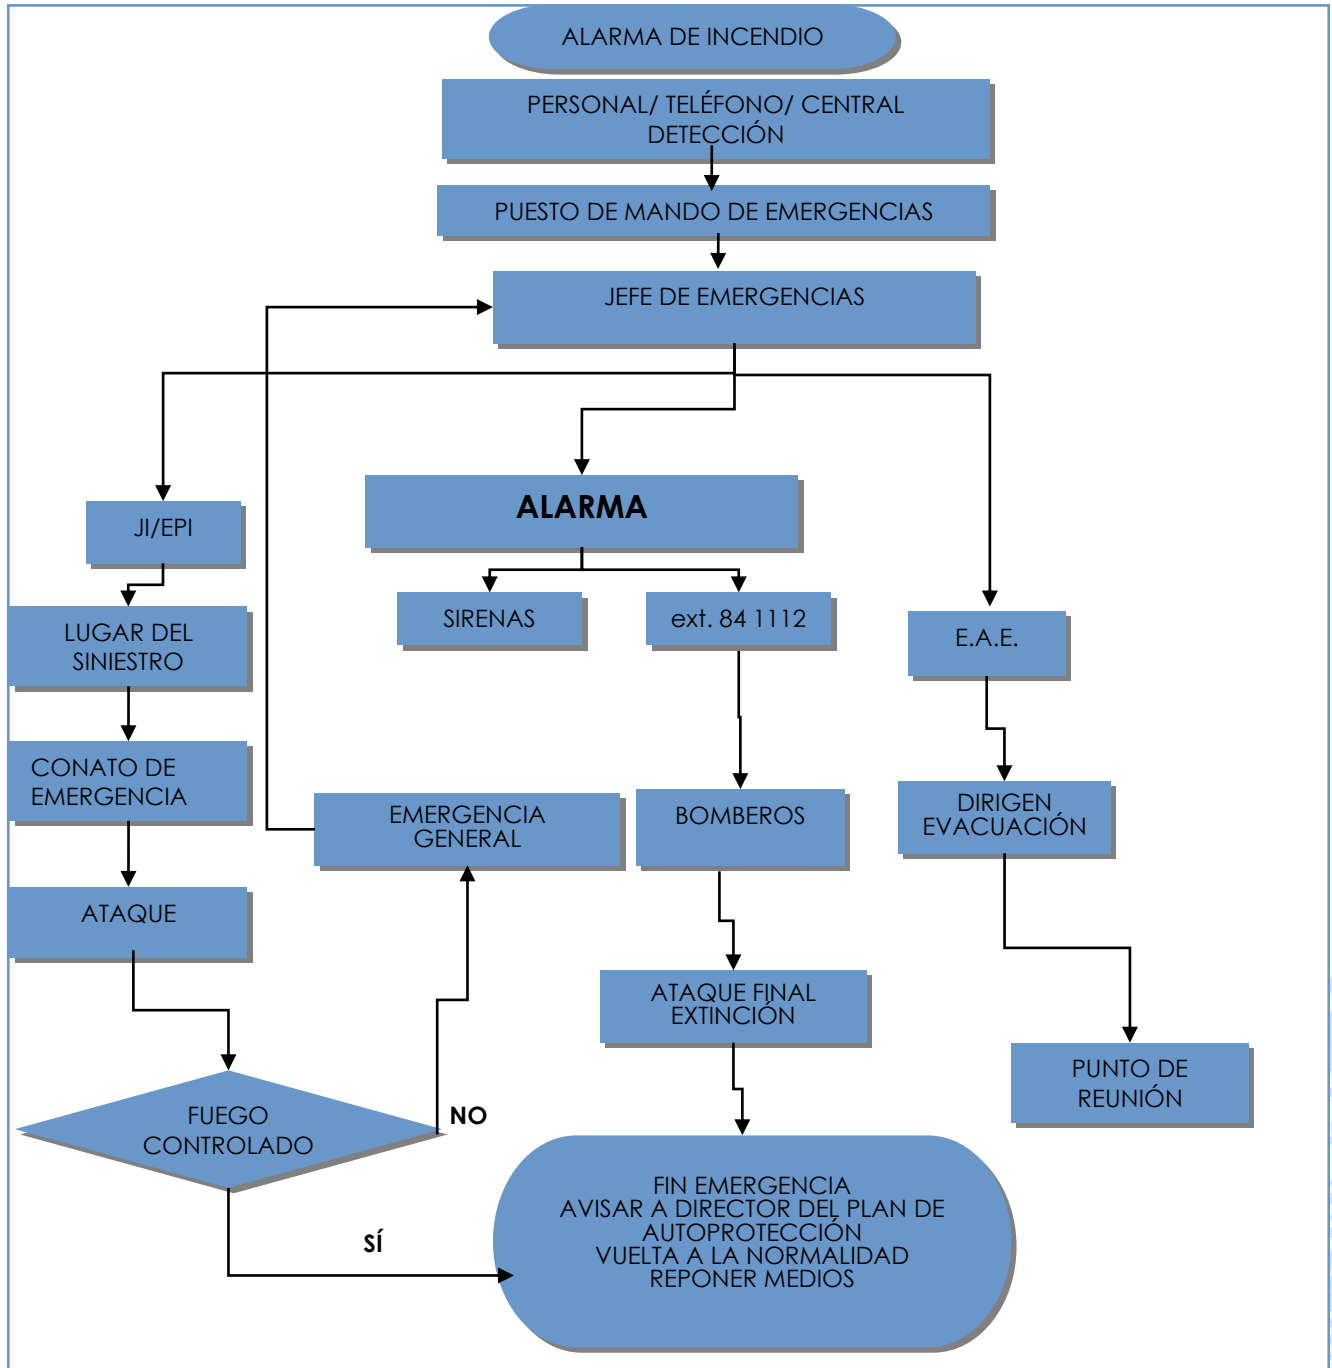 ALARMA DE INCENDIO
PERSONAL/ TELÉFONO/ CENTRAL
DETECCIÓN
PUESTO DE MANDO DE EMERGENCIAS
JEFE DE EMERGENCIAS
ALARMA
JI/EPI
SIRENAS
ext. 84 1112
E.A.E.
LUGAR DEL
SINIESTRO
CONATO DE
EMERGENCIA
EMERGENCIA
GENERAL
BOMBEROS
DIRIGEN
EVACUACIÓN
ATAQUE
ATAQUE FINAL
EXTINCIÓN
PUNTO DE
REUNIÓN
FUEGO
CONTROLADO
NO
SÍ
FIN EMERGENCIA
AVISAR A DIRECTOR DEL PLAN DE
AUTOPROTECCIÓN
VUELTA A LA NORMALIDAD
REPONER MEDIOS